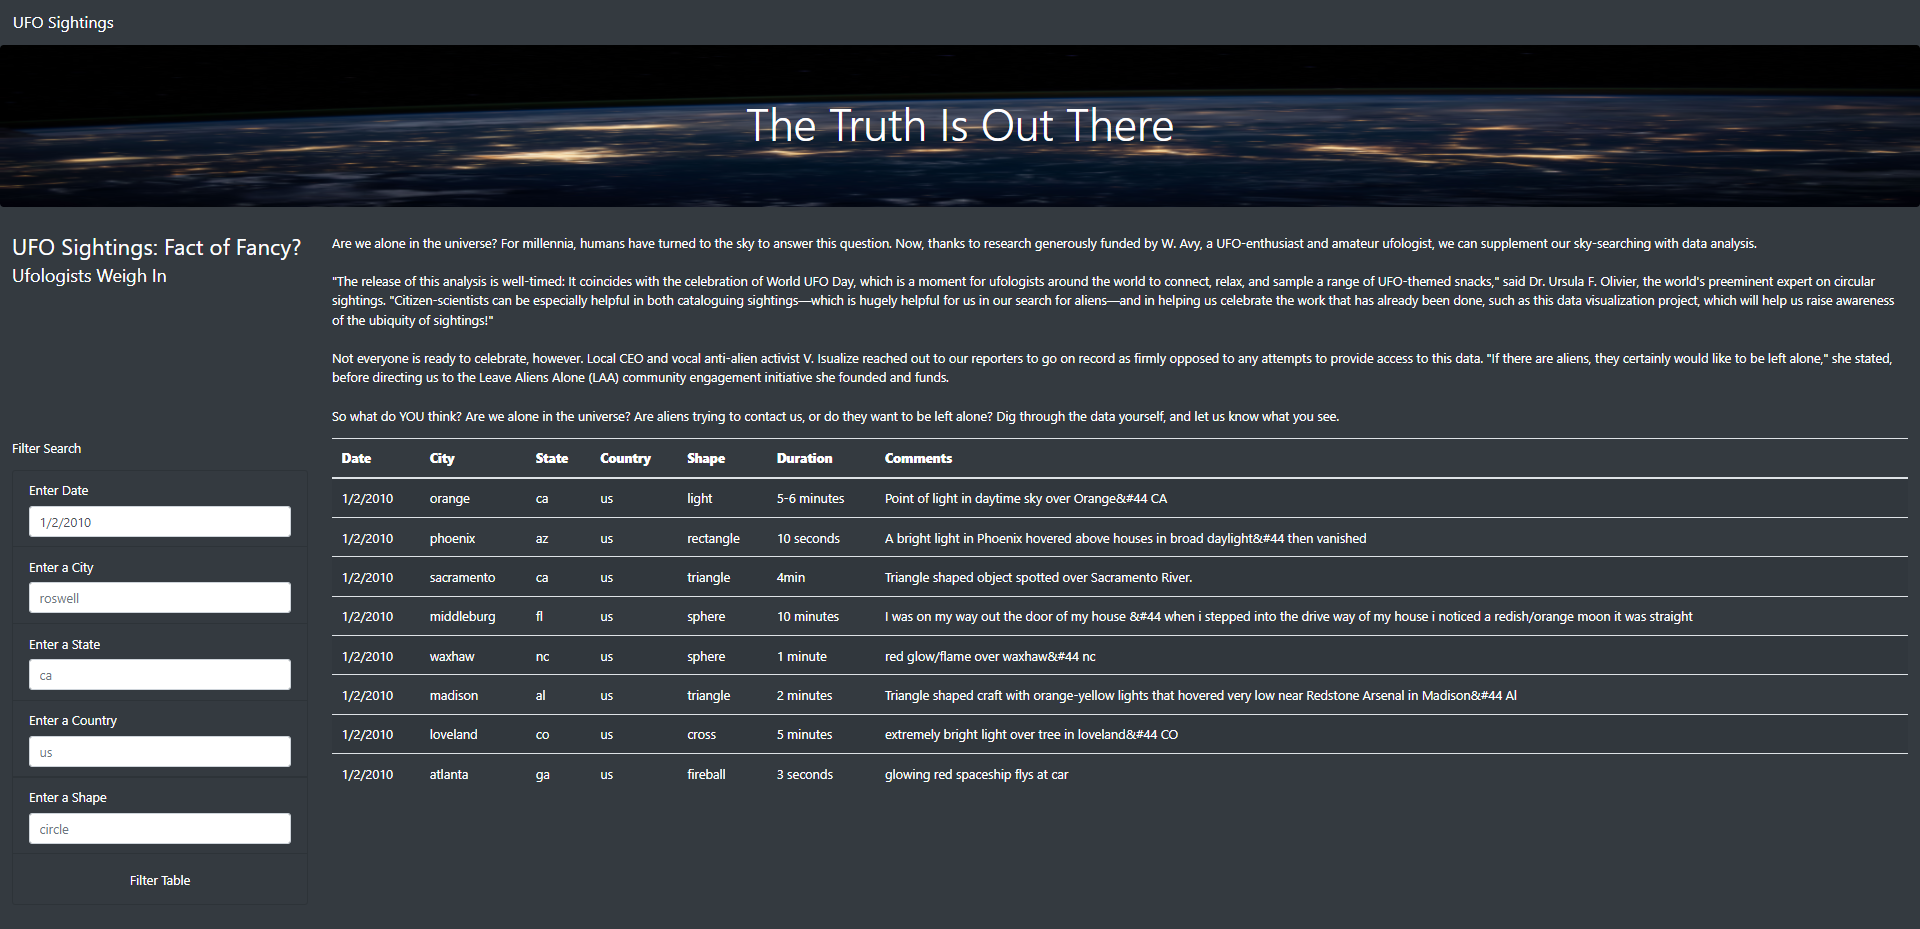 UFO Sightings
The Truth Is Out There
UFO Sightings: Fact of Fancy?
Ufologists Weigh In
Are we alone in the universe? For millennia, humans have turned to the sky to answer this question. Now, thanks to research generously funded by W. Avy, a UFO-enthusiast and amateur ufologist, we can supplement our sky-searching with data analysis.
"The release of this analysis is well-timed: It coincides with the celebration of World UFO Day, which is a moment for ufologists around the world to connect, relax, and sample a range of UFO-themed snacks," said Dr. Ursula F. Olivier, the world's preeminent expert on circular
sightings. "Citizen-scientists can be especially helpful in both cataloguing sightings—which is hugely helpful for us in our search for aliens—and in helping us celebrate the work that has already been done, such as this data visualization project, which will help us raise awareness
of the ubiquity of sightings!"
Not everyone is ready to celebrate, however. Local CEO and vocal anti-alien activist V. Isualize reached out to our reporters to go on record as firmly opposed to any attempts to provide access to this data. "If there are aliens, they certainly would like to be left alone," she stated,
before directing us to the Leave Aliens Alone (LAA) community engagement initiative she founded and funds.
So what do YOU think? Are we alone in the universe? Are aliens trying to contact us, or do they want to be left alone? Dig through the data yourself, and let us know what you see.
Filter Search
Enter Date
1/2/2010
Enter a City
roswell
Enter a State
ca
Enter a Country
us
Enter a Shape
circle
Filter Table
Date City State Country Shape Duration Comments
1/2/2010 orange ca us light 5-6 minutes Point of light in daytime sky over Orange&#44 CA
1/2/2010 phoenix az us rectangle 10 seconds A bright light in Phoenix hovered above houses in broad daylight&#44 then vanished
1/2/2010 sacramento ca us triangle 4min Triangle shaped object spotted over Sacramento River.
1/2/2010 middleburg fl us sphere 10 minutes I was on my way out the door of my house &#44 when i stepped into the drive way of my house i noticed a redish/orange moon it was straight
1/2/2010 waxhaw nc us sphere 1 minute red glow/flame over waxhaw&#44 nc
1/2/2010 madison al us triangle 2 minutes Triangle shaped craft with orange-yellow lights that hovered very low near Redstone Arsenal in Madison&#44 Al
1/2/2010 loveland co us cross 5 minutes extremely bright light over tree in loveland&#44 CO
1/2/2010 atlanta ga us fireball 3 seconds glowing red spaceship flys at car